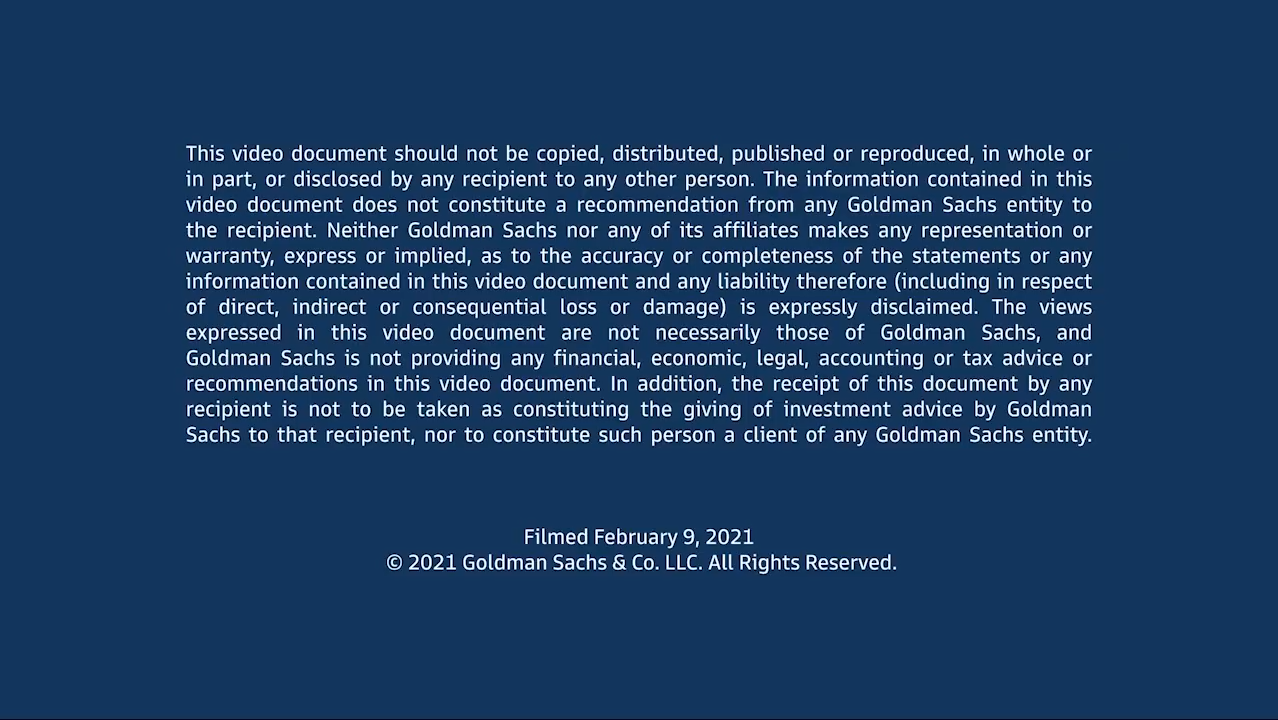 This video document should not be copied, distributed, published or reproduced, in whole or
in part, or disclosed by any recipient to any other person. The information contained in this
video document does not constitute a recommendation from any Goldman Sachs entity to
the recipient. Neither Goldman Sachs nor any of its affiliates makes any representation or
warranty, express or implied, as to the accuracy or completeness of the statements or any
information contained in this video document and any liability therefore (including in respect
of direct, indirect or consequential loss or damage) is expressly disclaimed. The views
expressed in this video document are not necessarily those of Goldman Sachs, and
Goldman Sachs is not providing any financial, economic, legal, accounting or tax advice or
recommendations in this video document. In addition, the receipt of this document by any
recipient is not to be taken as constituting the giving of investment advice by Goldman
Sachs to that recipient, nor to constitute such person a client of any Goldman Sachs entity.
Filmed February 9, 2021
© 2021 Goldman Sachs & Co. LLC. All Rights Reserved.